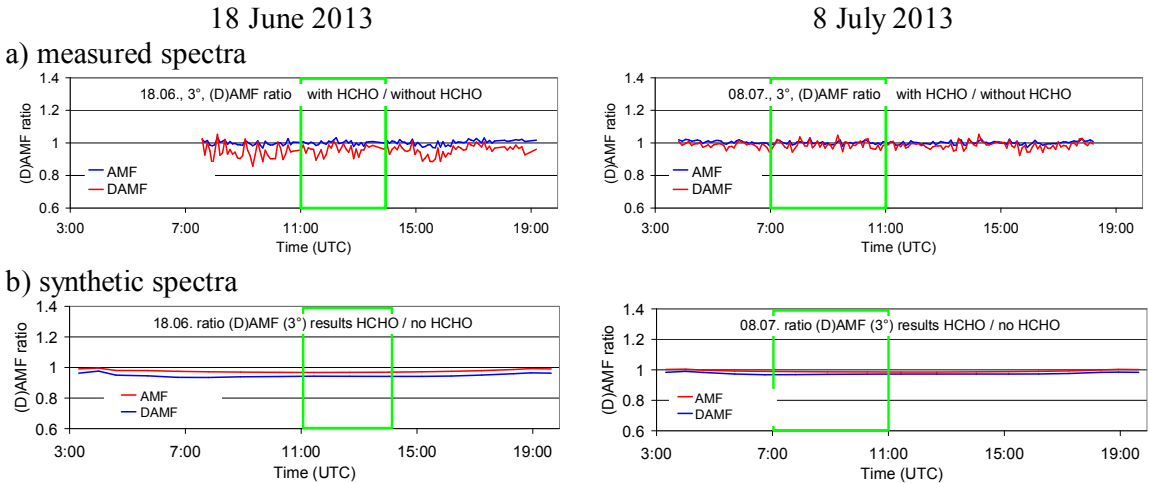 18 June 2013
8 July 2013
a) measured spectra
18.06., 3°, (D)AMF ratio with HCHO / without HCHO
(D)AMF ratio
1.4
1.2
1
0.8
0.6
AMF
DAMF
3:00 7:00 11:00 15:00 19:00
Time (UTC)
08.07., 3°, (D)AMF ratio with HCHO / without HCHO
(D)AMF ratio
1.4
1.2
1
0.8
0.6
AMF
DAMF
3:00 7:00 11:00 15:00 19:00
Time (UTC)
b) synthetic spectra
18.06. ratio (D)AMF (3°) results HCHO / no HCHO
(D)AMF ratio
1.4
1.2
1
0.8
0.6
AMF
DAMF
3:00 7:00 11:00 15:00 19:00
Time (UTC)
08.07. ratio (D)AMF (3°) results HCHO / no HCHO
(D)AMF ratio
1.4
1.2
1
0.8
0.6
AMF
DAMF
3:00 7:00 11:00 15:00 19:00
Time (UTC)